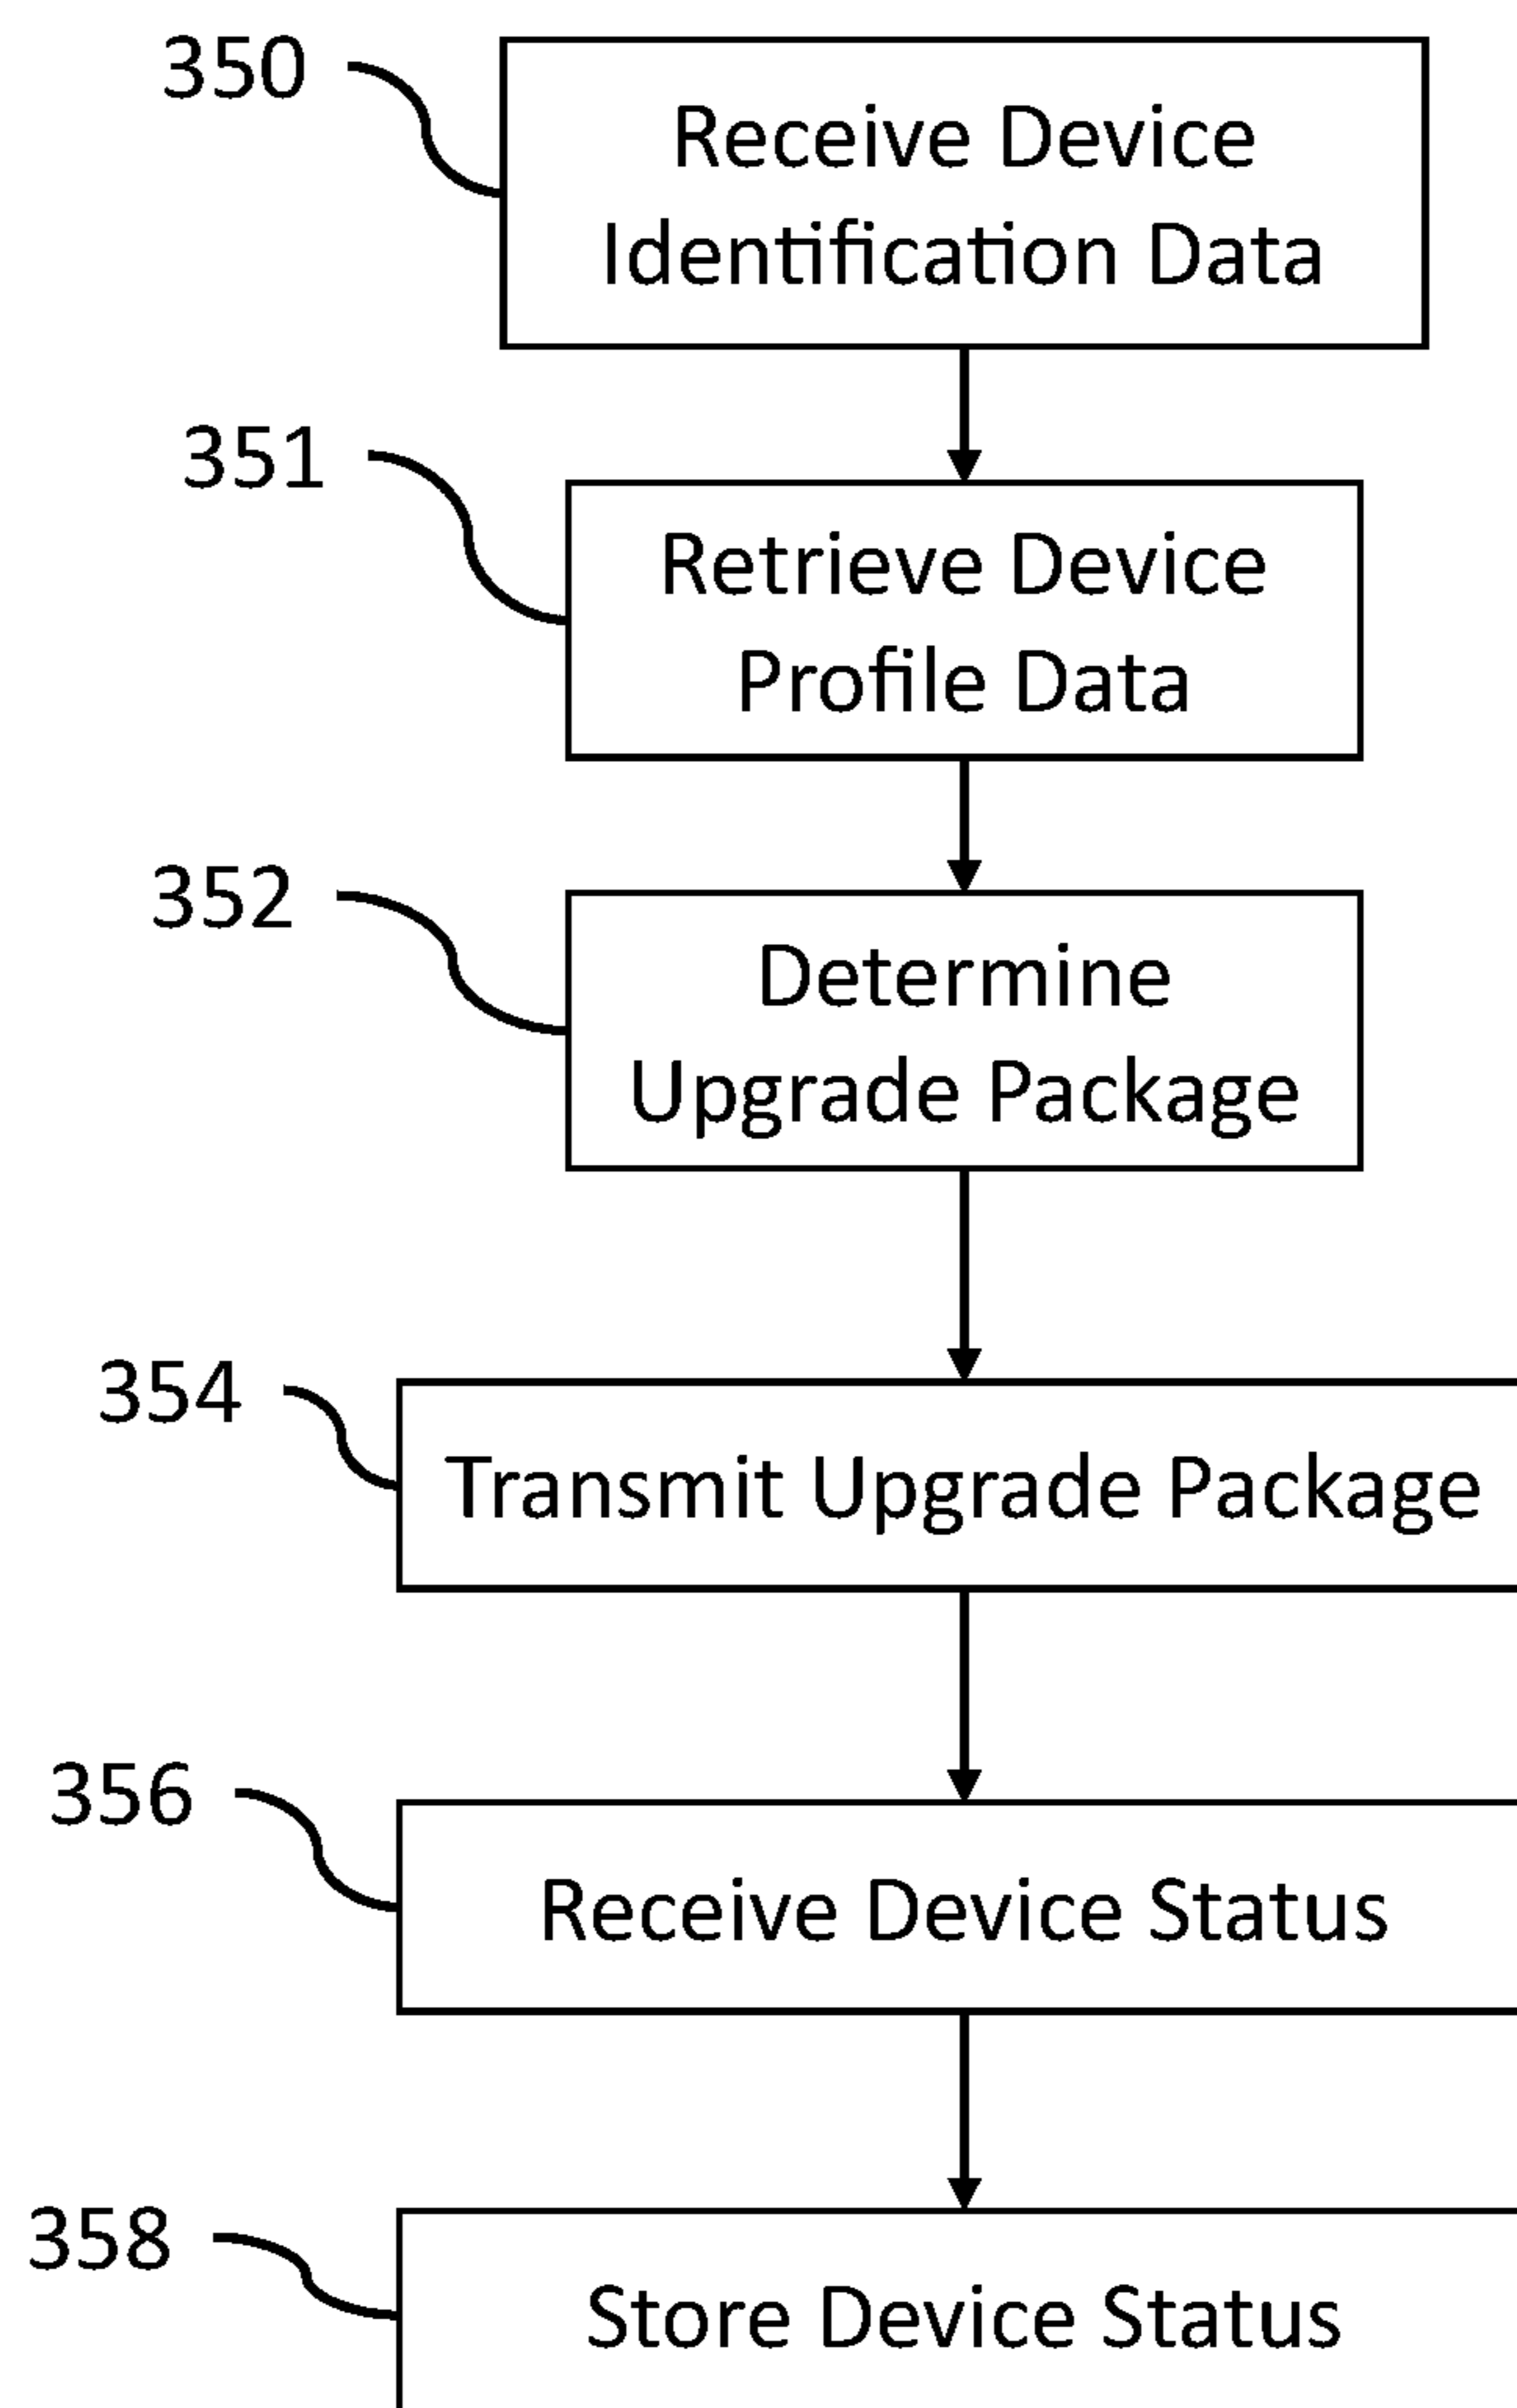 350
Receive Device
Identification Data
351
Retrieve Device
Profile Data
352
Determine
Upgrade Package
354
Transmit Upgrade Package
356
Receive Device Status
358
Store Device Status